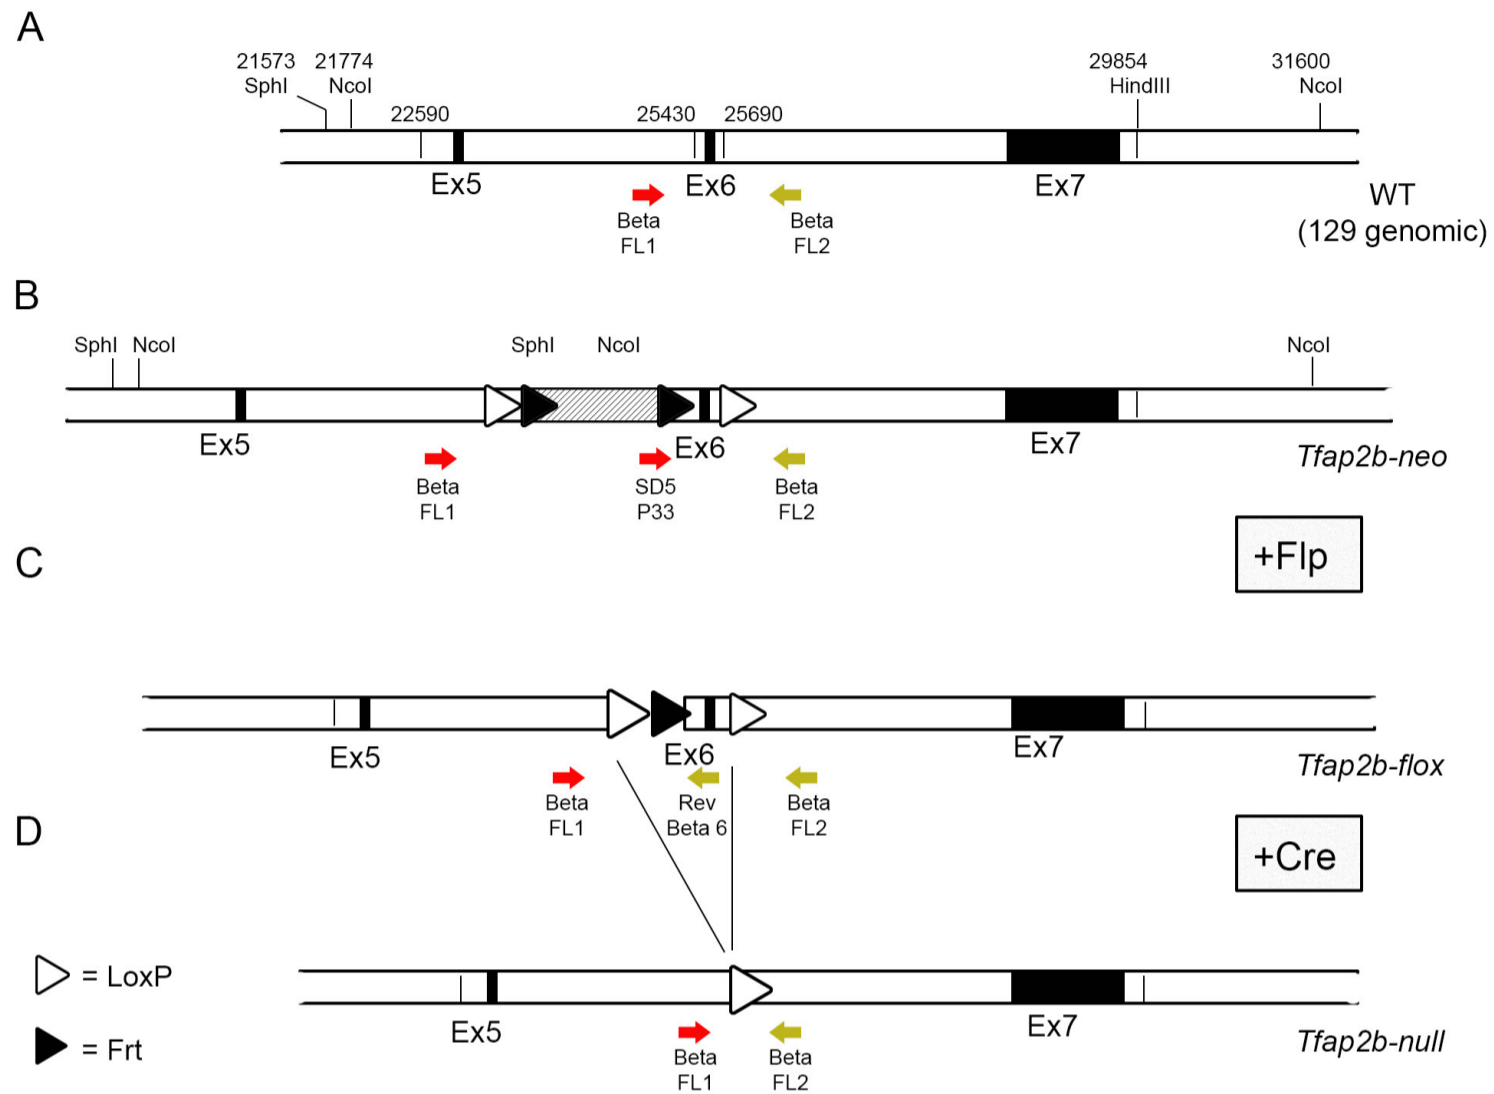 A
21573 21774 29854 31600
SphI NcoI HindIII NcoI
22590 25430 25690
Ex5 Ex6 Ex7
WT
Beta Beta
FL1 FL2
(129 genomic)
B
SphI NcoI SphI NcoI NcoI
Ex5 Ex6 Ex7
Tfap2b-neo
Beta SD5 Beta
FL1 P33 FL2
+Flp
C
Ex5 Ex6 Ex7
Tfap2b-flox
Beta Rev Beta
FL1 Beta 6 FL2
D
+Cre
= LoxP
Ex5 Ex7
= Frt
Tfap2b-null
Beta Beta
FL1 FL2